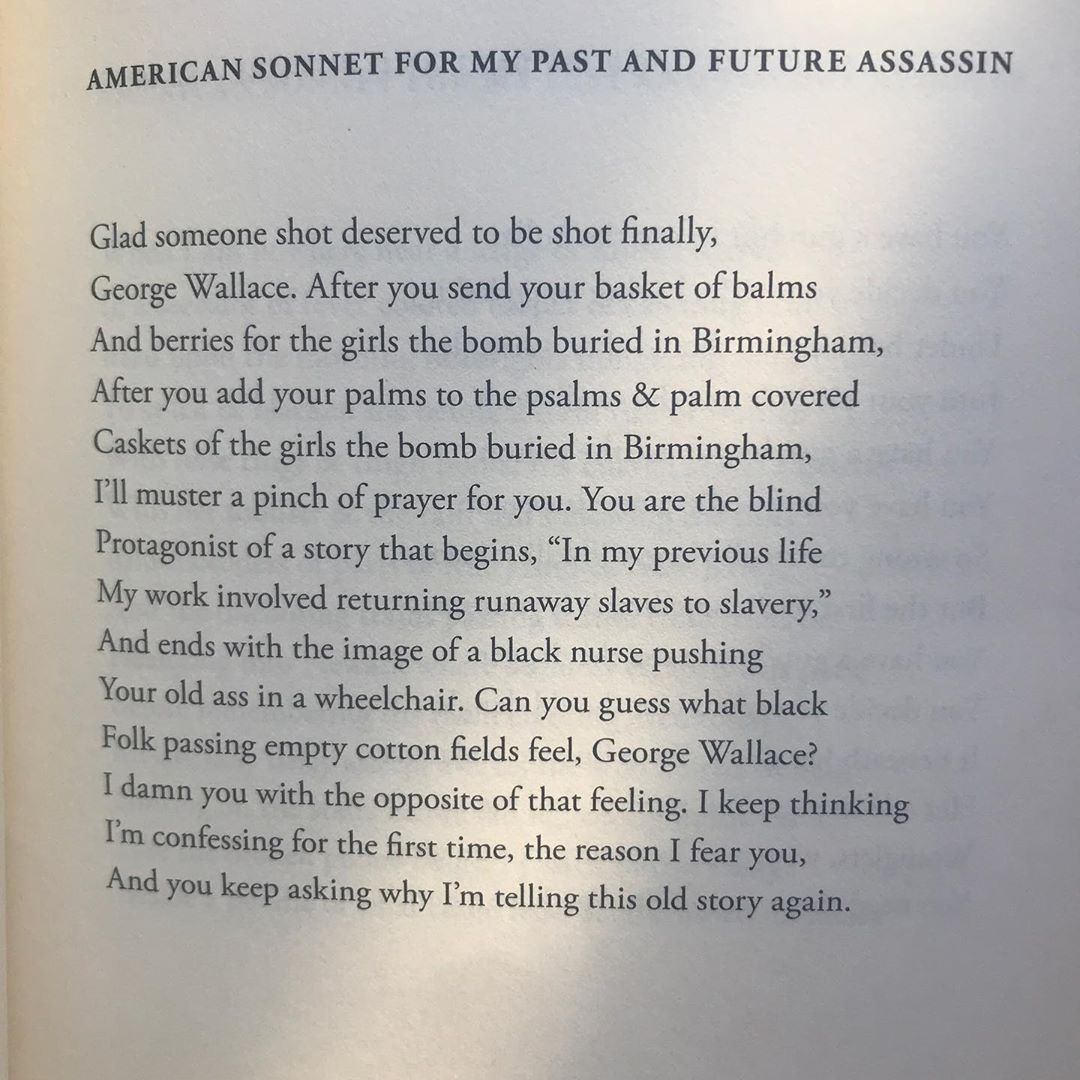 AMERICAN SONNET FOR MY PAST AND FUTURE ASSASSIN
Glad someone shot deserved to be shot finally,
George Wallace. After you send your basket of balms
And berries for the girls the bomb buried in Birmingham,
After you add your palms to the psalms & palm covered
Caskets of the girls the bomb buried in Birmingham,
I’ll muster a pinch of prayer for you. You are the blind
Protagonist of a story that begins, “In my previous life
My work involved returning runaway slaves to slavery,”
And ends with the image of a black nurse pushing
Your old ass in a wheelchair. Can you guess what black
Folk passing empty cotton fields feel, George Wallace?
I damn you with the opposite of that feeling. I keep thinking
I’m confessing for the first time, the reason I fear you,
And you keep asking why I’m telling this old story again.